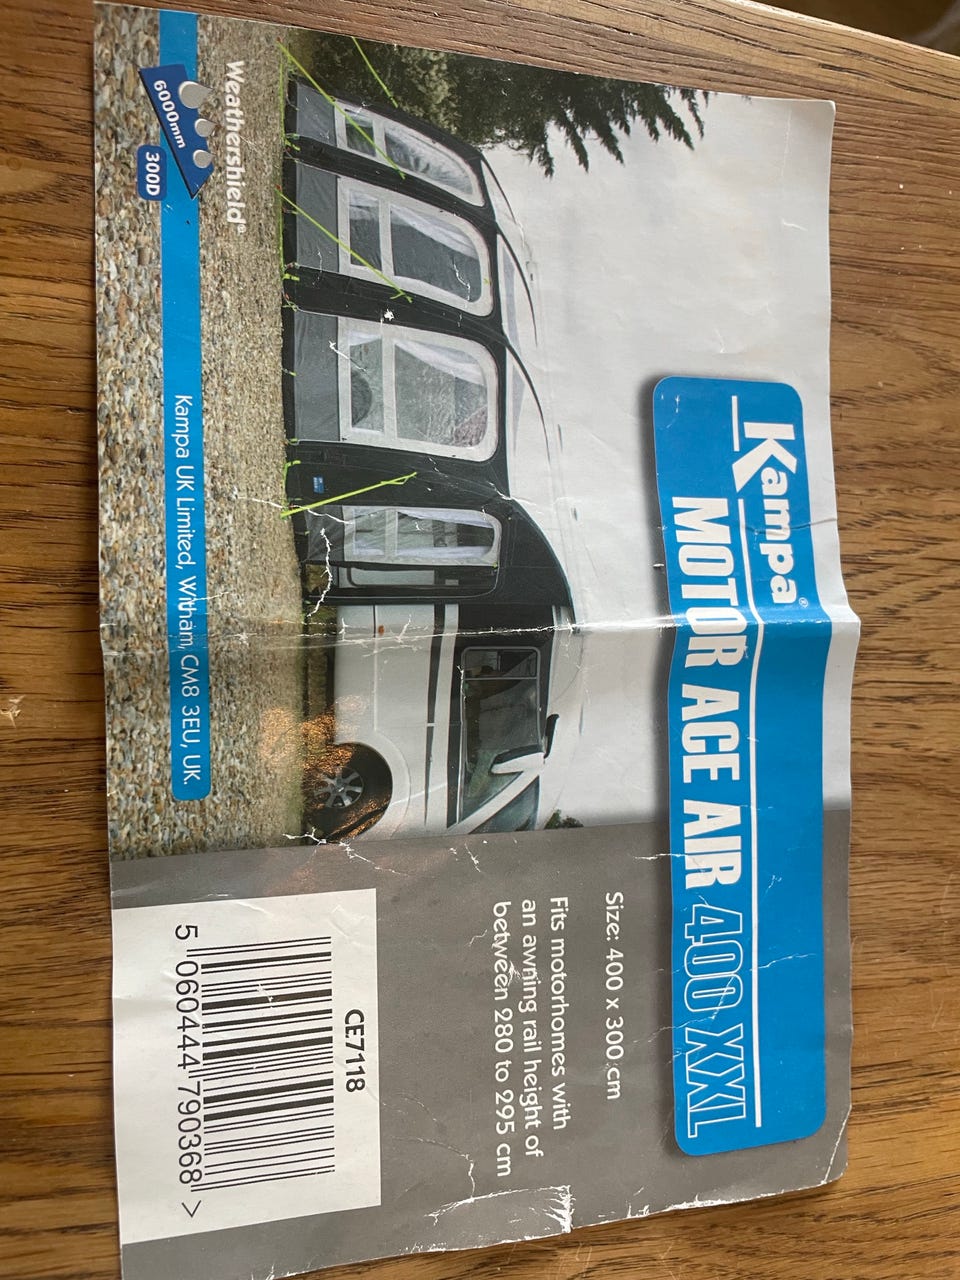 Kampa®
MOTOR ACE AIR 400 XXL
Size: 400 x 300 cm
Fits motorhomes with
an awning rail height of
between 280 to 295 cm
Weathershield®
6000mm
300D
Kampa UK Limited, Witham, CM8 3EU, UK.
CE7118
5 060444 790368 >